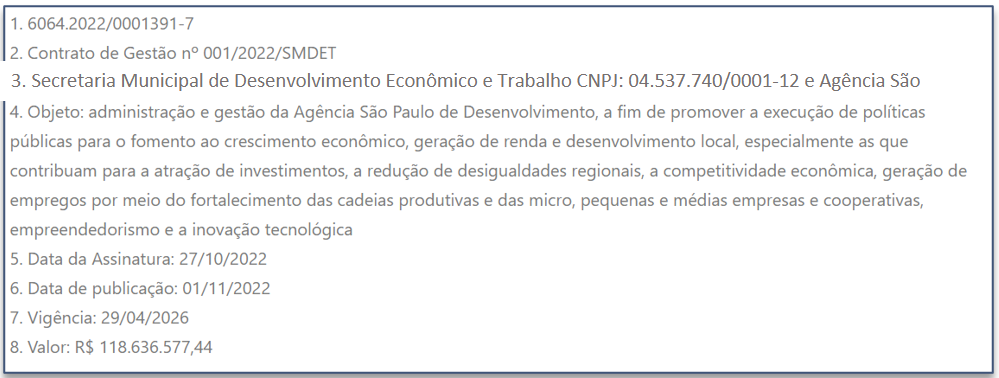 1. 6064.2022/0001391-7
2. Contrato de Gestão nº 001/2022/SMDET
3. Secretaria Municipal de Desenvolvimento Econômico e Trabalho CNPJ: 04.537.740/0001-12 e Agência São
4. Objeto: administração e gestão da Agência São Paulo de Desenvolvimento, a fim de promover a execução de políticas
públicas para o fomento ao crescimento econômico, geração de renda e desenvolvimento local, especialmente as que
contribuam para a atração de investimentos, a redução de desigualdades regionais, a competitividade econômica, geração de
empregos por meio do fortalecimento das cadeias produtivas e das micro, pequenas e médias empresas e cooperativas,
empreendedorismo e a inovação tecnológica
5. Data da Assinatura: 27/10/2022
6. Data de publicação: 01/11/2022
7. Vigência: 29/04/2026
8. Valor: R$ 118.636.577,44